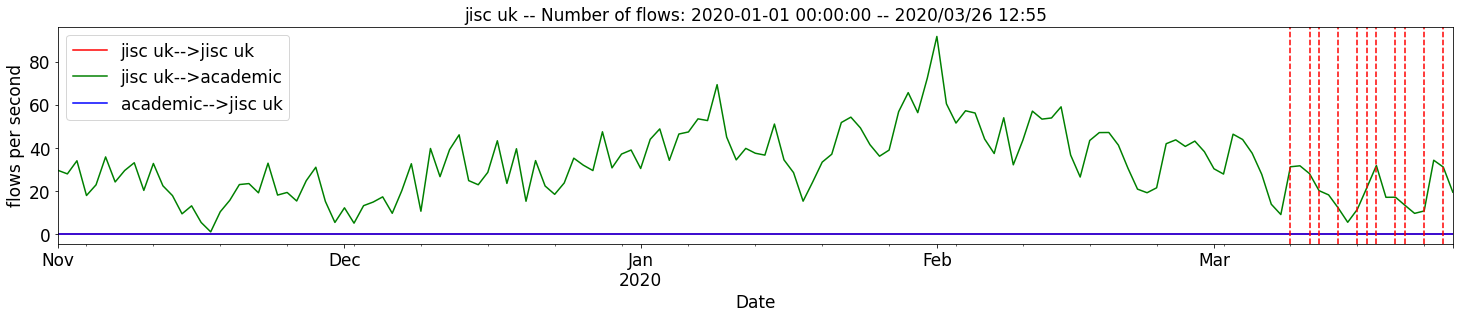 jisc uk -- Number of flows: 2020-01-01 00:00:00 -- 2020/03/26 12:55
flows per second
80
60
40
20
0
jisc uk-->jisc uk
jisc uk-->academic
academic-->jisc uk
Nov
Dec
Jan
2020
Feb
Mar
Date